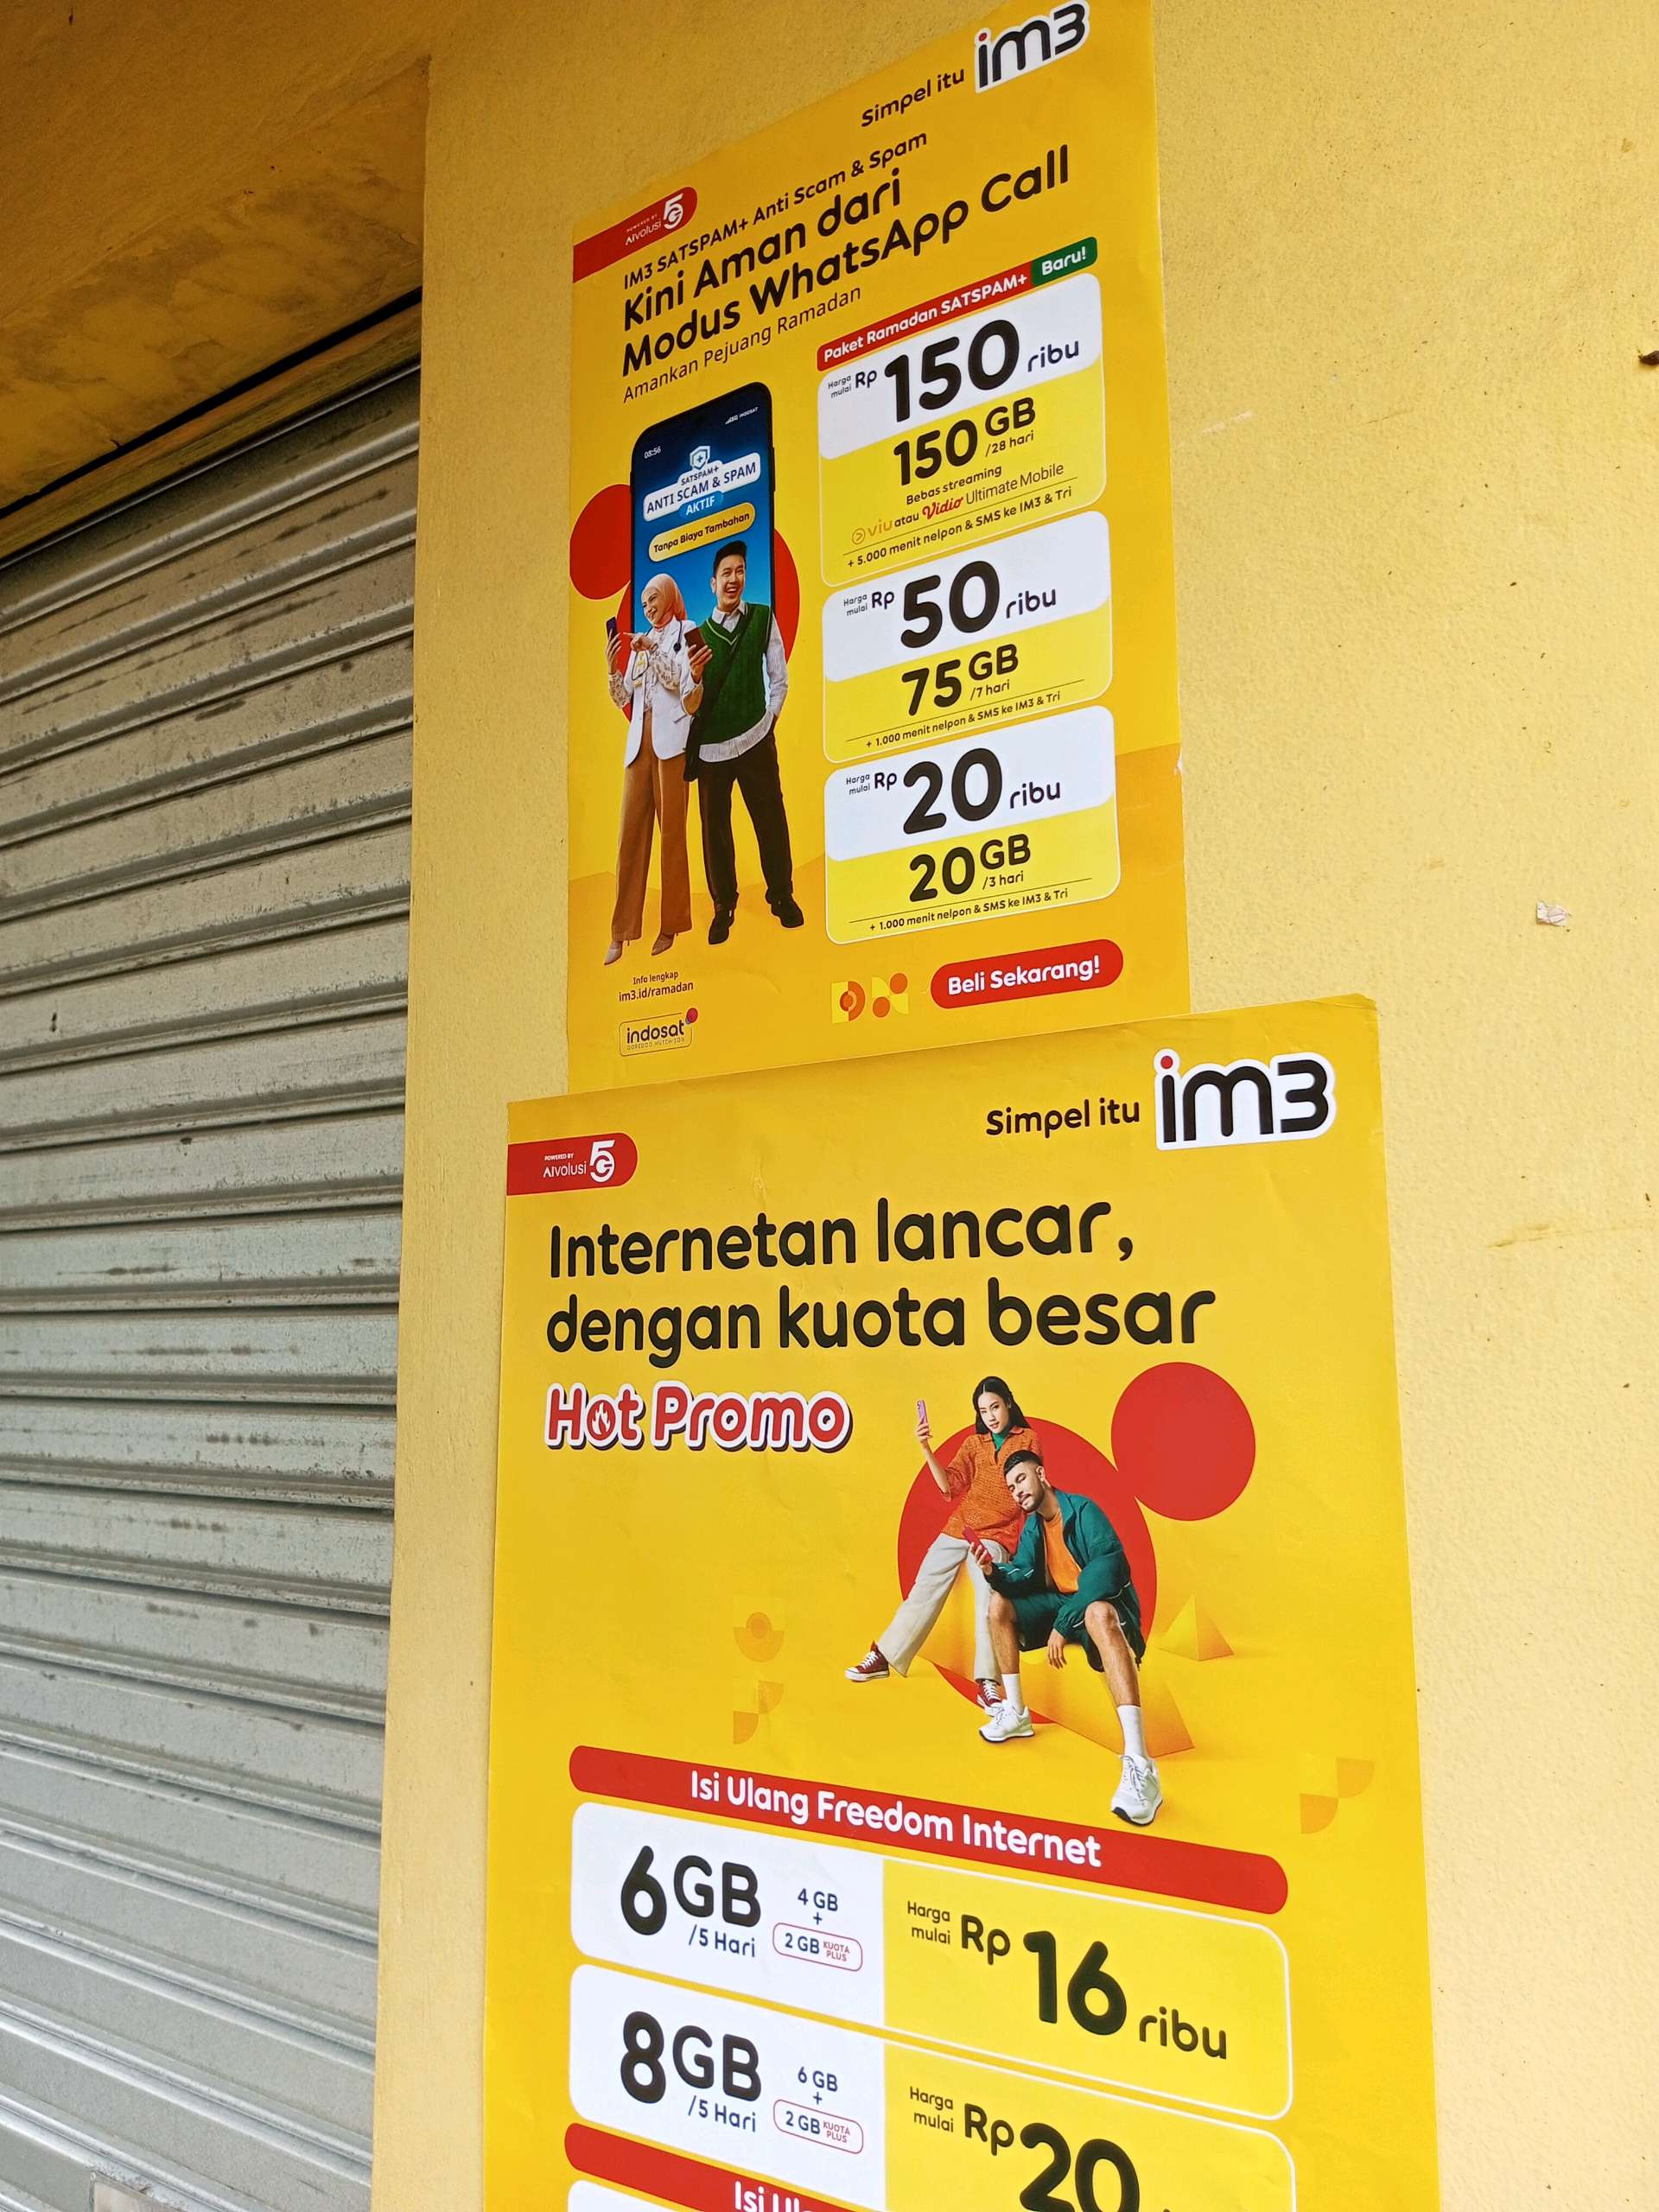 Simpel itu im3
POWERED BY
AIvolusi 5G
IM3 SATSPAM+ Anti Scam & Spam
Kini Aman dari
Modus WhatsApp Call
Amankan Pejuang Ramadan
Paket Ramadan SATSPAM+ Baru!
Harga mulai Rp 150 ribu
150 GB /28 hari
Bebas streaming
viu atau Vidio Ultimate Mobile
+ 5.000 menit nelpon & SMS ke IM3 & Tri
Harga mulai Rp 50 ribu
75 GB /7 hari
+ 1.000 menit nelpon & SMS ke IM3 & Tri
Harga mulai Rp 20 ribu
20 GB /3 hari
+ 1.000 menit nelpon & SMS ke IM3 & Tri
08:56
SATSPAM+
ANTI SCAM & SPAM
AKTIF
Tanpa Biaya Tambahan
Info lengkap
im3.id/ramadan
indosat
OOREDOO HUTCHISON
Beli Sekarang!
Simpel itu im3
POWERED BY
AIvolusi 5G
Internetan lancar,
dengan kuota besar
Hot Promo
Isi Ulang Freedom Internet
6GB /5 Hari
4 GB
+
2 GB KUOTA PLUS
Harga mulai Rp 16 ribu
8GB /5 Hari
6 GB
+
2 GB KUOTA PLUS
Harga mulai Rp 20
Isi